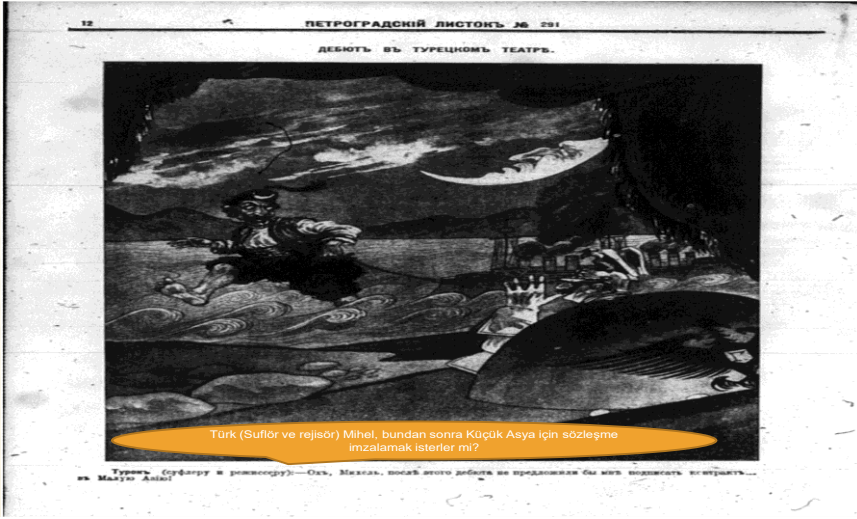 12
ПЕТРОГРАДСКІЙ ЛИСТОКЪ № 291
ДЕБЮТЪ ВЪ ТУРЕЦКОМЪ ТЕАТРѢ.
Türk (Suflör ve rejisör) Mihel, bundan sonra Küçük Asya için sözleşme
imzalamak isterler mi?
Турокъ (суфлеру и режиссеру):—Охъ, Михель, послѣ этого дебюта не предложили бы мнѣ подписать контрактъ...
въ Малую Азію!